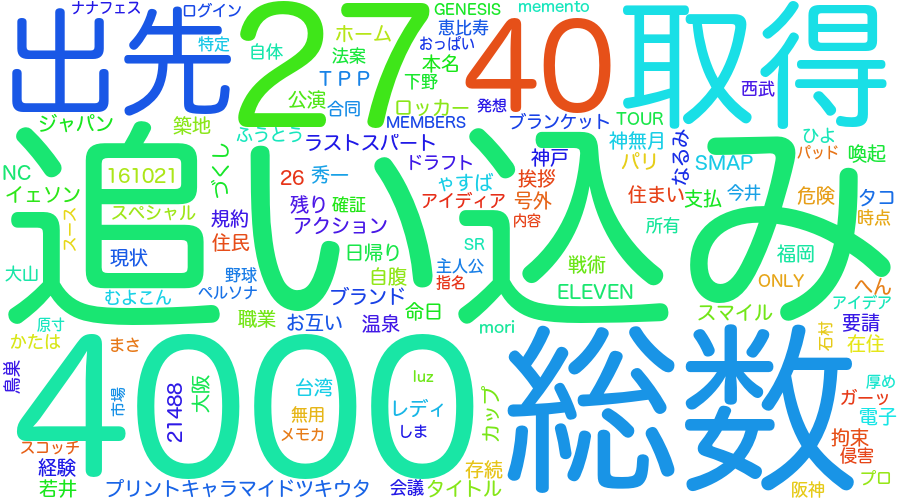 ナナフェス
ログイン
GENESIS
memento
出先
27
40
取得
特定
自体
ホーム
恵比寿
おっぱい
法案
本名
TPP
下野
公演
合同
ロッカー
発想
西武
ジャパン
築地
ふうとう
MEMBERS
ブランケット
TOUR
ひよ
パッド
喚起
ラストスパート
神無月
なるみ
NC
161021
づくし
ドラフト
神戸
パリ
SMAP
イェソン
26
秀一
ゃすば
挨拶
住まい
支払
今井
危険
タコ
スペシャル
残り
確証
アイディア
号外
時点
規約
アクション
内容
所有
スース
住民
日帰り
SR
福岡
追い込み
現状
主人公
戦術
大山
野球
自腹
指名
ONLY
へん
ペルソナ
ブランド
ELEVEN
むよこん
命日
スマイル
アイデア
原寸
職業
お互い
温泉
mori
要請
かたは
まさ
石村
在住
4000
総数
鳥巣
luz
市場
21488
大阪
台湾
レディ
カップ
厚め
無用
ガーッ
メモカ
しま
電子
スコッチ
拘束
経験
存続
侵害
若井
プリントキャラマイドツキウタ
会議
タイトル
阪神
プロ